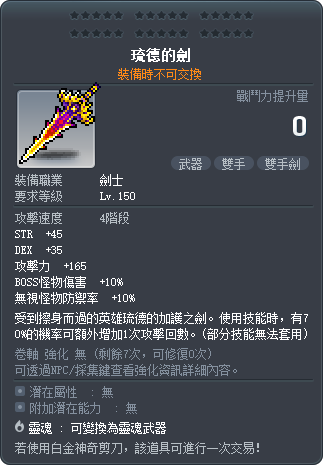 琉德的劍
裝備時不可交換
戰鬥力提升量
0
武器 雙手 雙手劍
裝備職業 劍士
要求等級 Lv.150
攻擊速度 4階段
STR +45
DEX +35
攻擊力 +165
BOSS怪物傷害 +10%
無視怪物防禦率 +10%
受到擦身而過的英雄琉德的加護之劍。使用技能時，有7
0%的機率可額外增加1次攻擊回數。(部分技能無法套用)
卷軸 強化 無 (剩餘7次, 可修復0次)
可透過NPC/採集鍵查看強化資訊詳細內容。
潛在屬性 : 無
附加潛在能力 : 無
靈魂 : 可變換為靈魂武器
若使用白金神奇剪刀，該道具可進行一次交易！